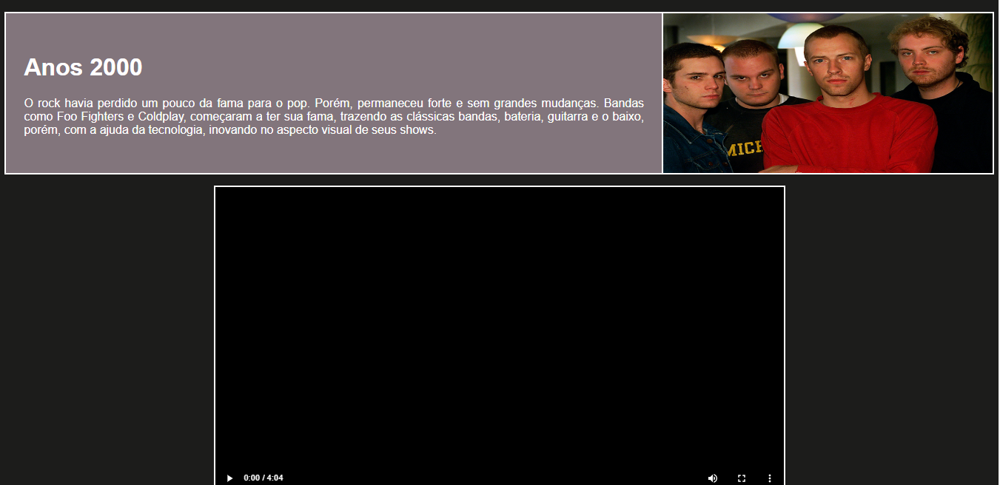 Anos 2000
O rock havia perdido um pouco da fama para o pop. Porém, permaneceu forte e sem grandes mudanças. Bandas
como Foo Fighters e Coldplay, começaram a ter sua fama, trazendo as clássicas bandas, bateria, guitarra e o baixo,
porém, com a ajuda da tecnologia, inovando no aspecto visual de seus shows.
MICH
0:00 / 4:04